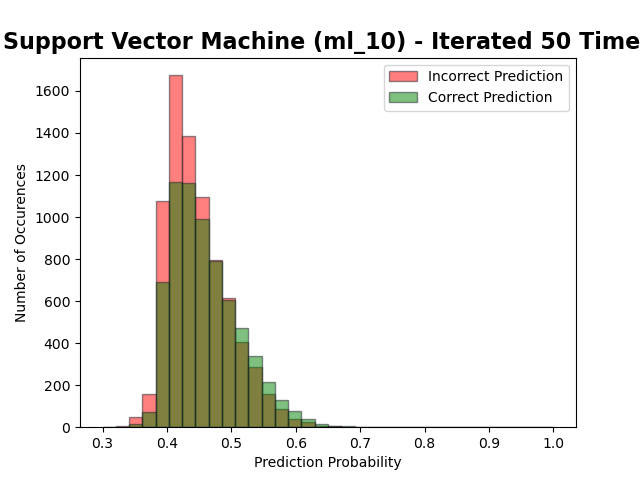 Support Vector Machine (ml_10) - Iterated 50 Time
Incorrect Prediction
Correct Prediction
Number of Occurences
1600
1400
1200
1000
800
600
400
200
0
0.3 0.4 0.5 0.6 0.7 0.8 0.9 1.0
Prediction Probability